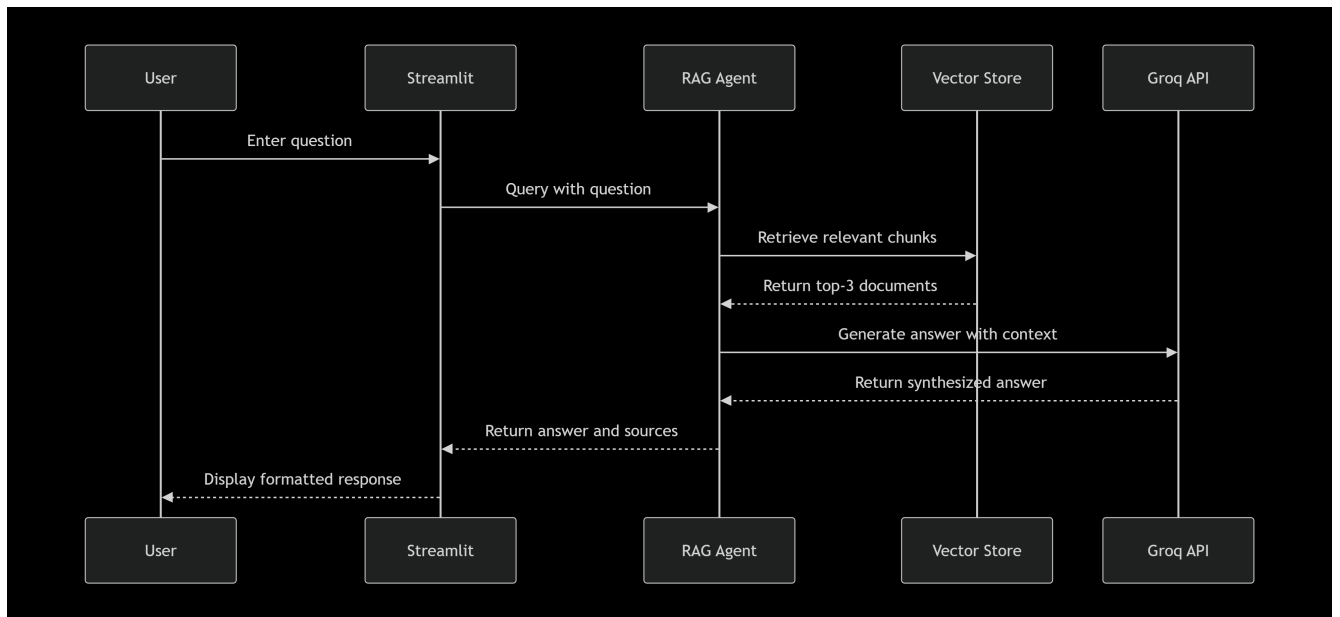 User
Streamlit
RAG Agent
Vector Store
Groq API
Enter question
Query with question
Retrieve relevant chunks
Return top-3 documents
Generate answer with context
Return synthesized answer
Return answer and sources
Display formatted response
User
Streamlit
RAG Agent
Vector Store
Groq API